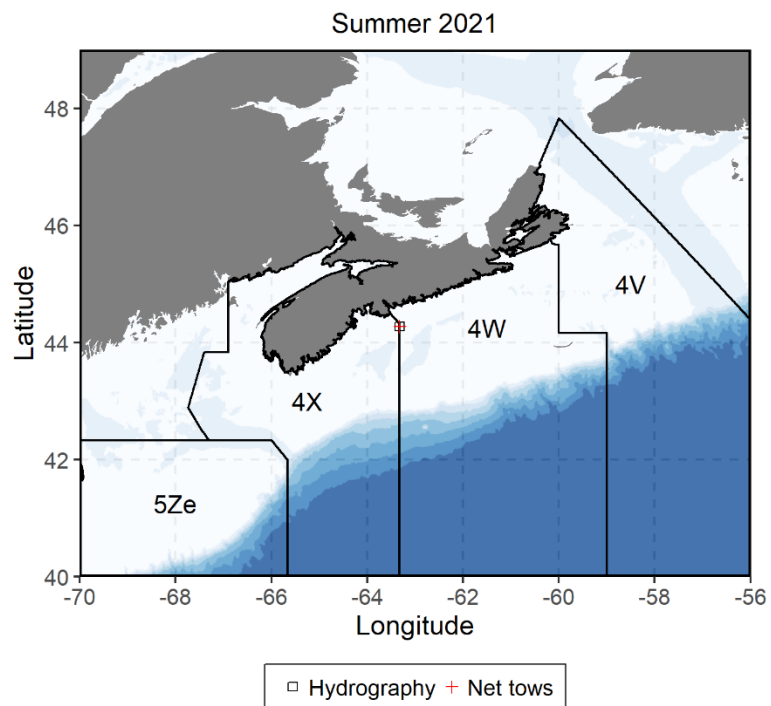 Summer 2021
48
46
44
42
40
Latitude
4V
4W
4X
5Ze
-70 -68 -66 -64 -62 -60 -58 -56
Longitude
Hydrography Net tows